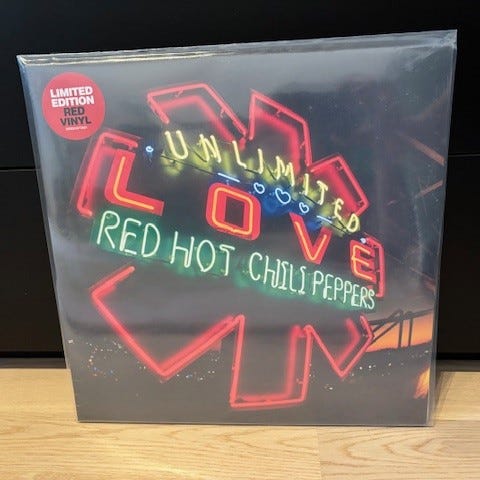 LIMITED
EDITION
RED
VINYL
UNLIMITED
LOVE
RED HOT CHILI PEPPERS